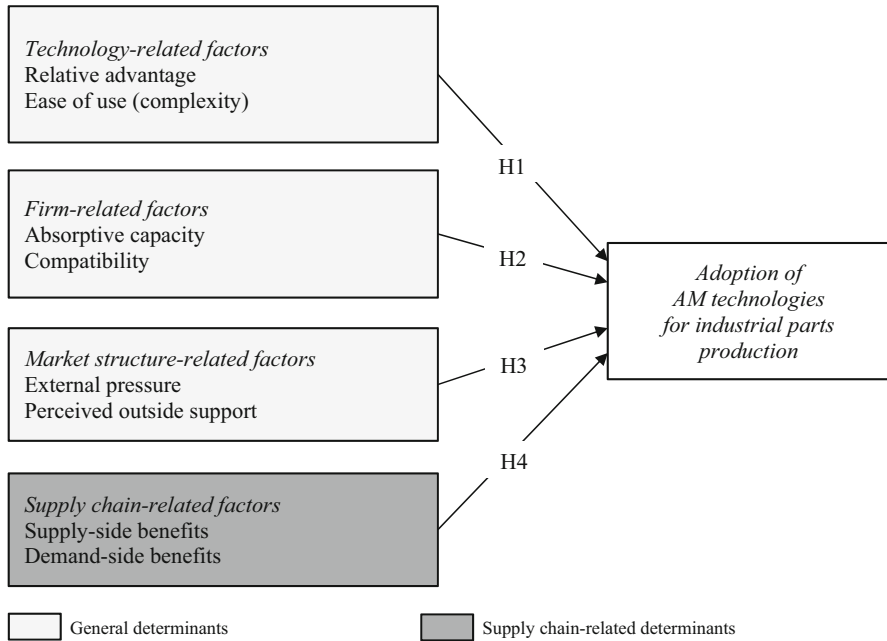 Technology-related factors
Relative advantage
Ease of use (complexity)
H1
Firm-related factors
Absorptive capacity
Compatibility
H2
Adoption of
AM technologies
for industrial parts
production
Market structure-related factors
External pressure
Perceived outside support
H3
H4
Supply chain-related factors
Supply-side benefits
Demand-side benefits
General determinants
Supply chain-related determinants